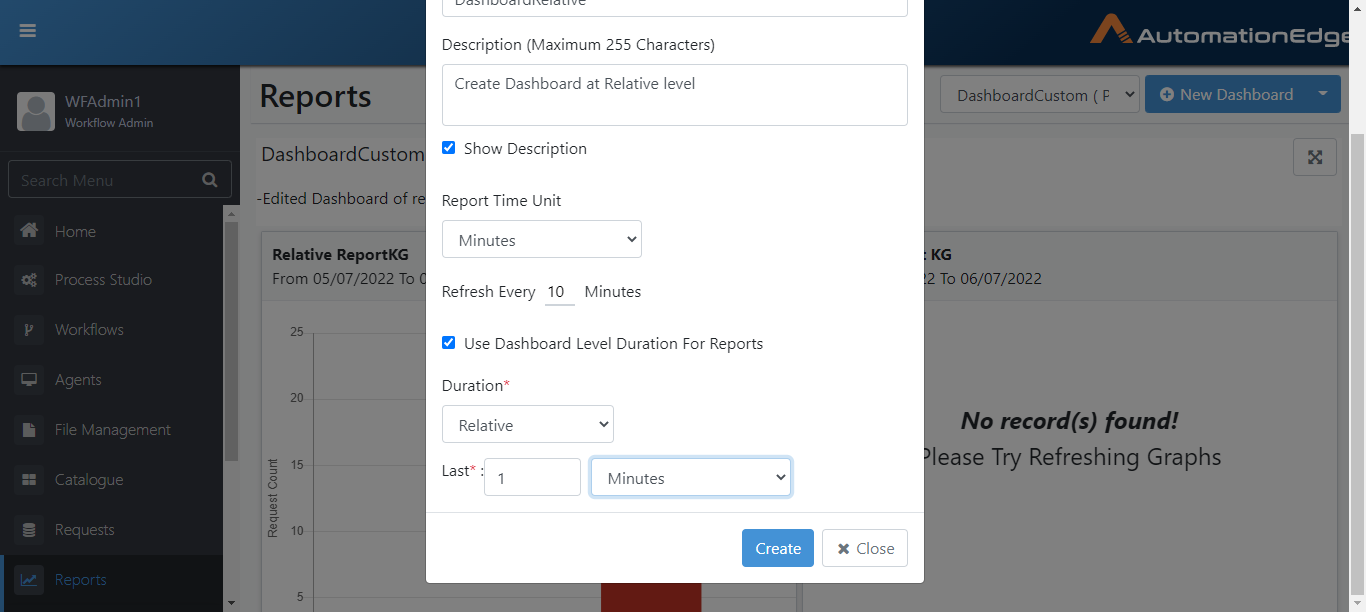 DashboardRelative
AutomationEdge
Description (Maximum 255 Characters)
Create Dashboard at Relative level
WFAdmin1
Workflow Admin
Reports
DashboardCustom ( P
New Dashboard
Show Description
DashboardCustom
Search Menu
-Edited Dashboard of re
Report Time Unit
Minutes
Home
Relative ReportKG
From 05/07/2022 To 0
: KG
22 To 06/07/2022
Process Studio
Refresh Every 10 Minutes
Workflows
25
Use Dashboard Level Duration For Reports
Agents
Duration*
20
Relative
File Management
No record(s) found!
Please Try Refreshing Graphs
15
Last* : 1 Minutes
Catalogue
Request Count
Requests
10
Create
Close
Reports
5